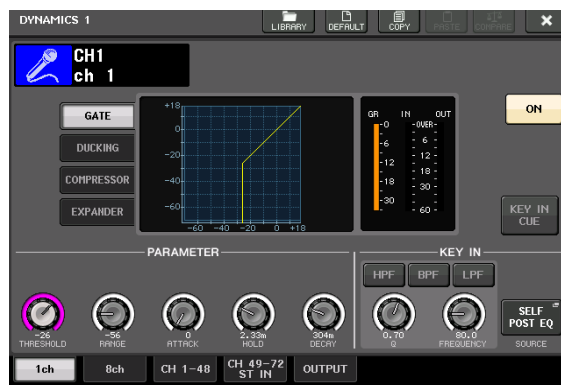 DYNAMICS 1
LIBRARY DEFAULT COPY PASTE COMPARE
CH1
ch 1
GATE
DUCKING
COMPRESSOR
EXPANDER
+18
0
-20
-40
-60
-60 -40 -20 0 +18
GR IN OUT
-0 -OVER-
-6 - 6 -
-12 - 12 -
-18 - 18 -
-30 - 30 -
- 60 -
ON
KEY IN
CUE
PARAMETER
-26 -56 0 2.33m 304m
THRESHOLD RANGE ATTACK HOLD DECAY
KEY IN
HPF BPF LPF
0.70 80.0
Q FREQUENCY
SELF
POST EQ
SOURCE
1ch 8ch CH 1-48 CH 49-72
ST IN OUTPUT